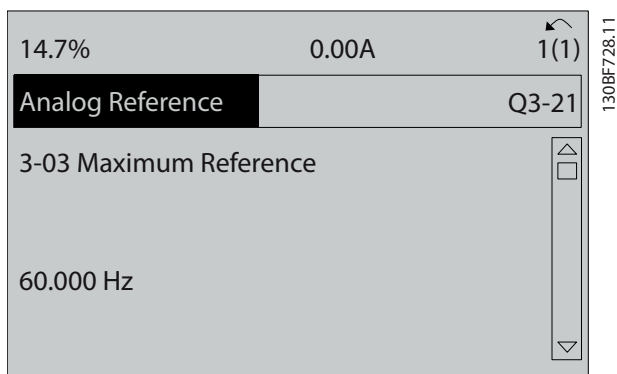 14.7% 0.00A 1(1)
Analog Reference Q3-21
3-03 Maximum Reference
60.000 Hz
130BF728.11